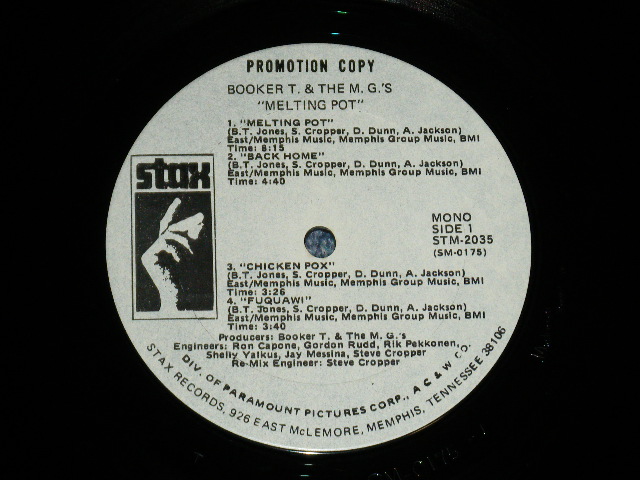 PROMOTION COPY
BOOKER T. & THE M. G.'S
"MELTING POT"
1. "MELTING POT"
(B.T. Jones, S. Cropper, D. Dunn, A. Jackson)
East/Memphis Music, Memphis Group Music, BMI
Time: 8:15
2. "BACK HOME"
(B.T. Jones, S. Cropper, D. Dunn, A. Jackson)
East/Memphis Music, Memphis Group Music, BMI
Time: 4:40
stax
MONO
SIDE 1
STM-2035
(SM-0175)
3. "CHICKEN POX"
(B.T. Jones, S. Cropper, D. Dunn, A. Jackson)
East/Memphis Music, Memphis Group Music, BMI
Time: 3:26
4. "FUQUAWI"
(B.T. Jones, S. Cropper, D. Dunn, A. Jackson)
East/Memphis Music, Memphis Group Music, BMI
Time: 3:40
Producers: Booker T. & The M. G.'s
Engineers: Ron Capone, Gordon Rudd, Rik Pekkonen,
Shelly Yakus, Jay Messina, Steve Cropper
Re-Mix Engineer: Steve Cropper
DIV. OF PARAMOUNT PICTURES CORP., A G & W CO.
STAX RECORDS, 926 EAST McLEMORE, MEMPHIS, TENNESSEE 38106